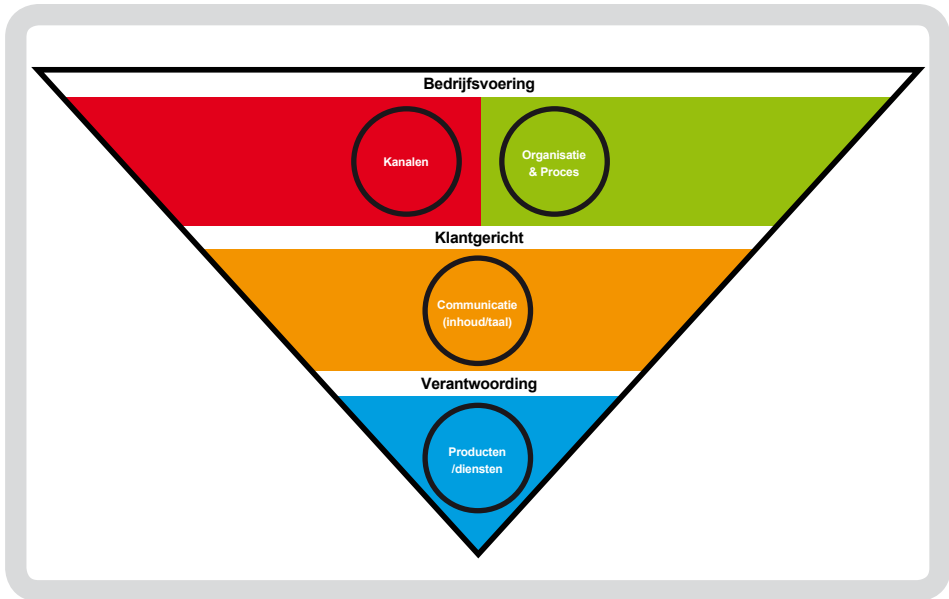 Bedrijfsvoering
Kanalen
Organisatie
& Proces
Klantgericht
Communicatie
(inhoud/taal)
Verantwoording
Producten
/diensten